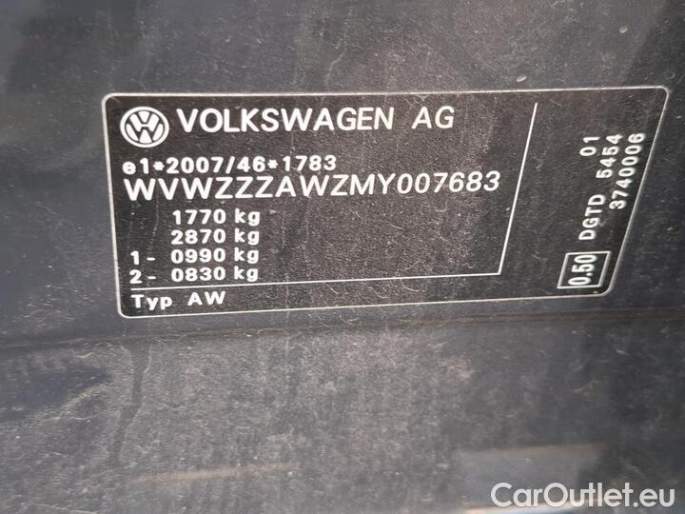 VOLKSWAGEN AG
e1*2007/46*1783
WVWZZZAWZMY007683
1770 kg
2870 kg
1- 0990 kg
2- 0830 kg
Typ AW
01
DGTD 5454
3740006
0.50
CarOutlet.eu